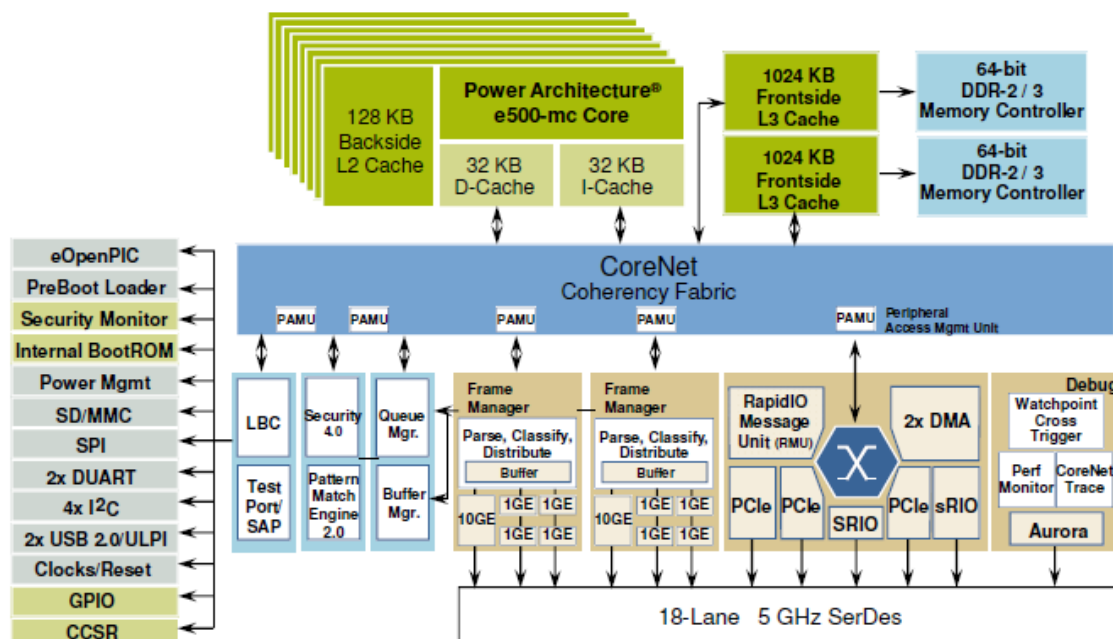 Power Architecture®
e500-mc Core
128 KB
Backside
L2 Cache
32 KB
D-Cache
32 KB
I-Cache
1024 KB
Frontside
L3 Cache
64-bit
DDR-2 / 3
Memory Controller
1024 KB
Frontside
L3 Cache
64-bit
DDR-2 / 3
Memory Controller
eOpenPIC
PreBoot Loader
Security Monitor
Internal BootROM
Power Mgmt
SD/MMC
SPI
2x DUART
4x I2C
2x USB 2.0/ULPI
Clocks/Reset
GPIO
CCSR
CoreNet
Coherency Fabric
PAMU
PAMU
PAMU
PAMU
PAMU
Peripheral
Access Mgmt Unit
LBC
Test
Port/
SAP
Security
4.0
Pattern
Match
Engine
2.0
Queue
Mgr.
Buffer
Mgr.
Frame
Manager
Parse, Classify,
Distribute
Buffer
10GE
1GE
1GE
1GE
1GE
Frame
Manager
Parse, Classify,
Distribute
Buffer
10GE
1GE
1GE
1GE
1GE
RapidIO
Message
Unit (RMU)
2x DMA
PCIe
PCIe
SRIO
PCIe
sRIO
Debug
Watchpoint
Cross
Trigger
Perf
Monitor
CoreNet
Trace
Aurora
18-Lane 5 GHz SerDes